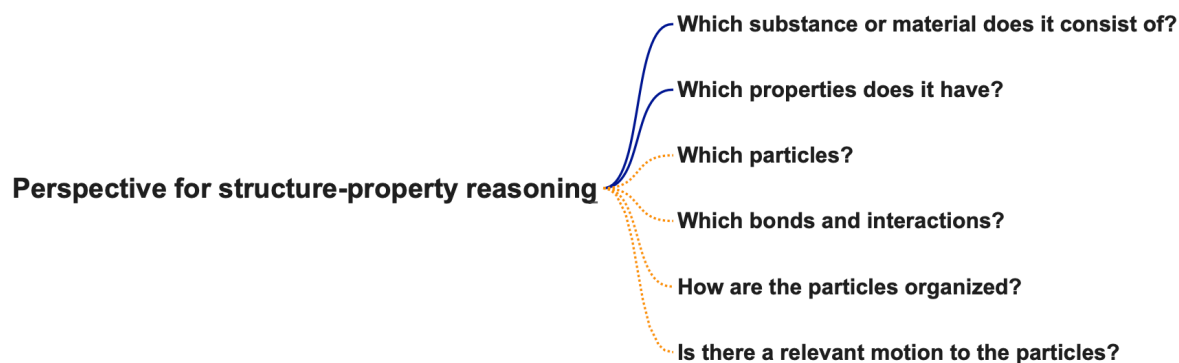 Which substance or material does it consist of?
Which properties does it have?
Which particles?
Perspective for structure-property reasoning
Which bonds and interactions?
How are the particles organized?
Is there a relevant motion to the particles?